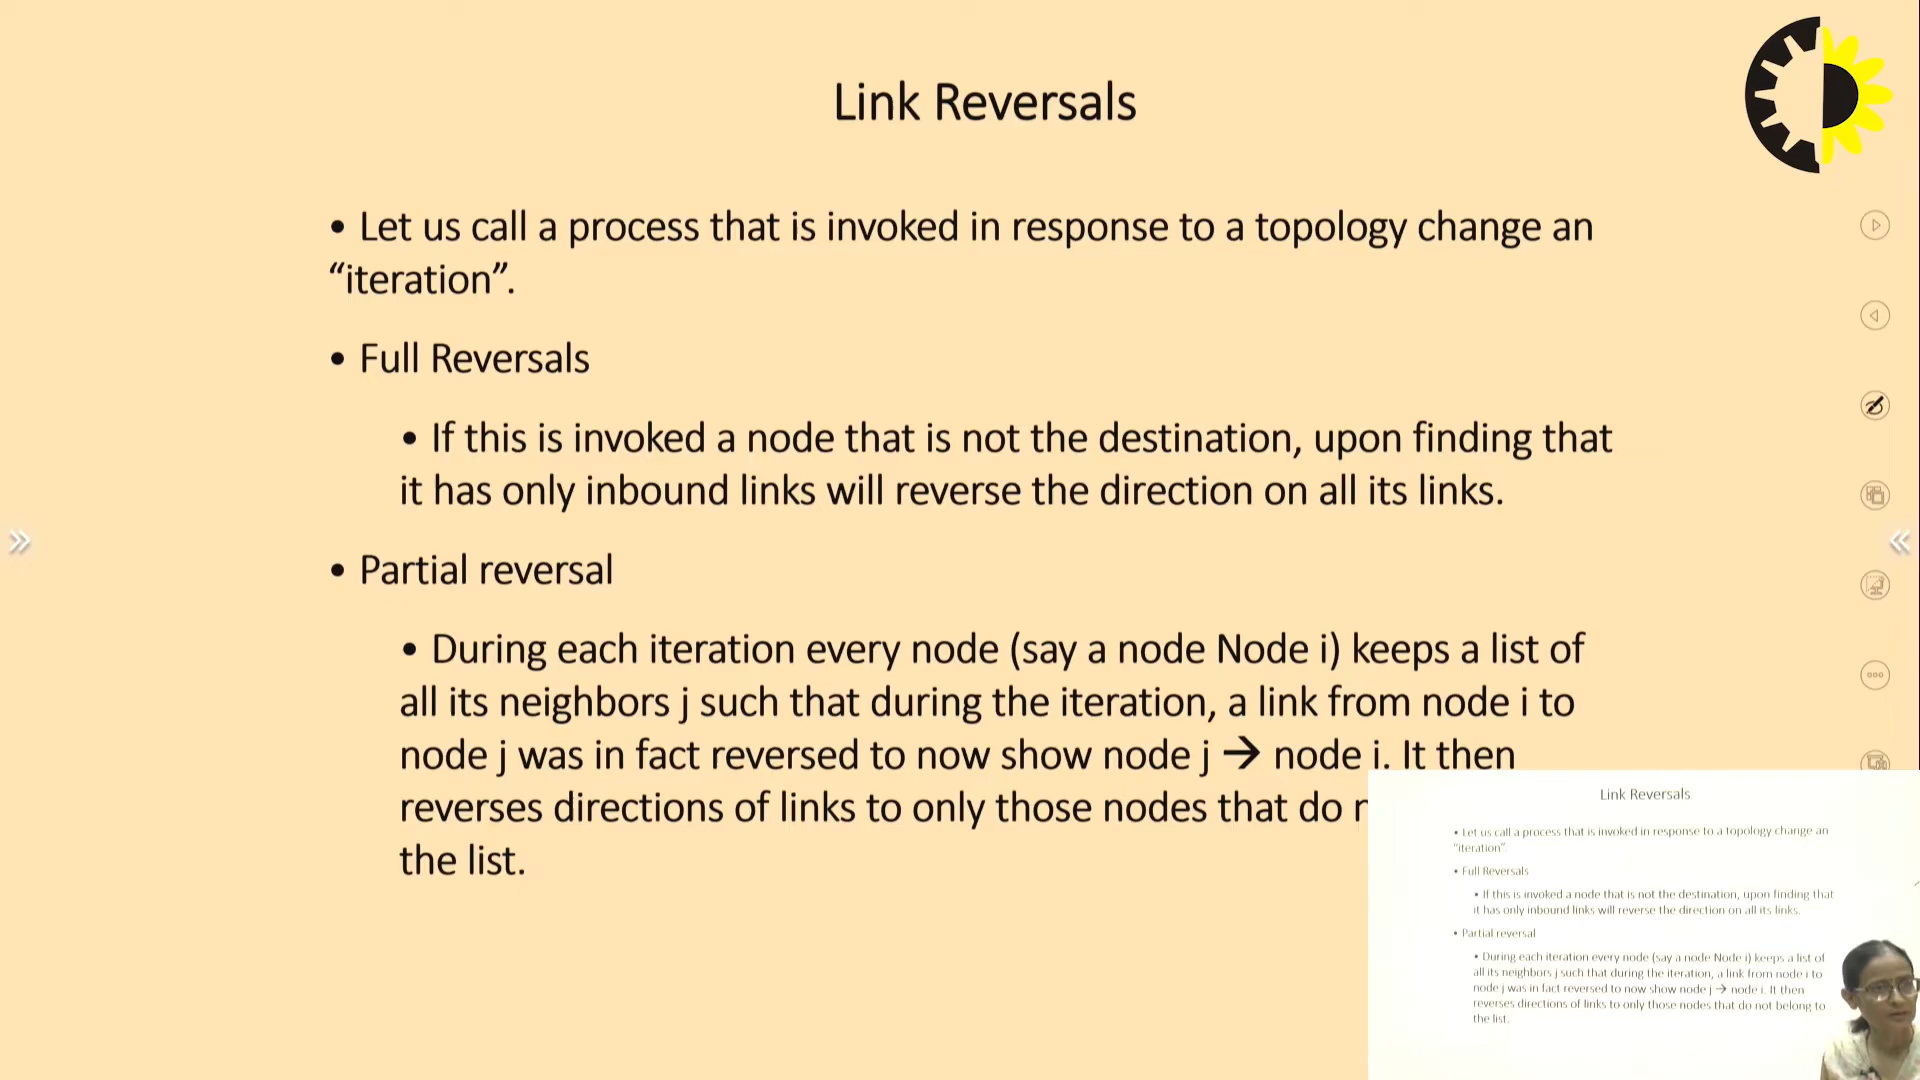 Link Reversals
• Let us call a process that is invoked in response to a topology change an
“iteration”.
• Full Reversals
• If this is invoked a node that is not the destination, upon finding that
it has only inbound links will reverse the direction on all its links.
• Partial reversal
• During each iteration every node (say a node Node i) keeps a list of
all its neighbors j such that during the iteration, a link from node i to
node j was in fact reversed to now show node j → node i. It then
reverses directions of links to only those nodes that do
the list.
Link Reversals
• Let us call a process that is invoked in response to a topology change an
“iteration”.
• Full Reversals
• If this is invoked a node that is not the destination, upon finding that
it has only inbound links will reverse the direction on all its links.
• Partial reversal
• During each iteration every node (say a node Node i) keeps a list of
all its neighbors j such that during the iteration, a link from node i to
node j was in fact reversed to now show node j → node i. It then
reverses directions of links to only those nodes that do not belong to
the list.